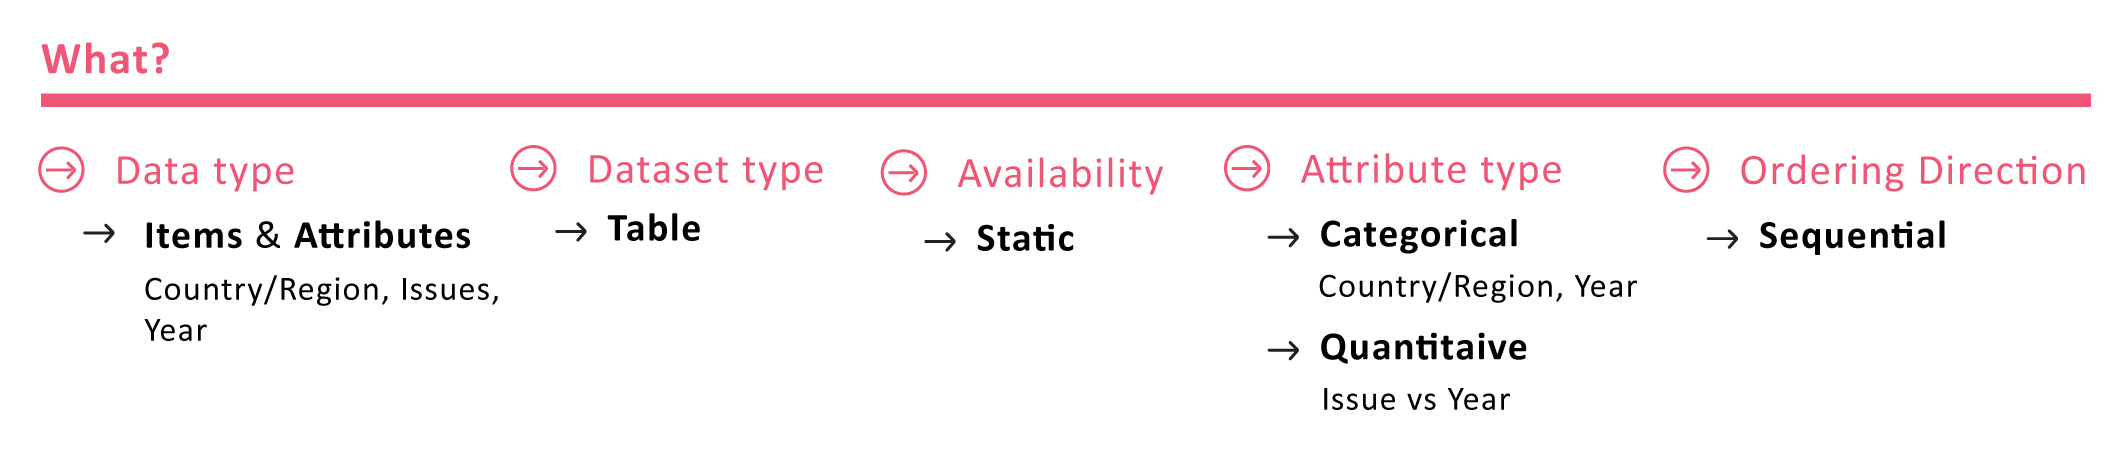 What?
Data type
Items & Attributes
Country/Region, Issues,
Year
Dataset type
Table
Availability
Static
Attribute type
Categorical
Country/Region, Year
Quantitaive
Issue vs Year
Ordering Direction
Sequential